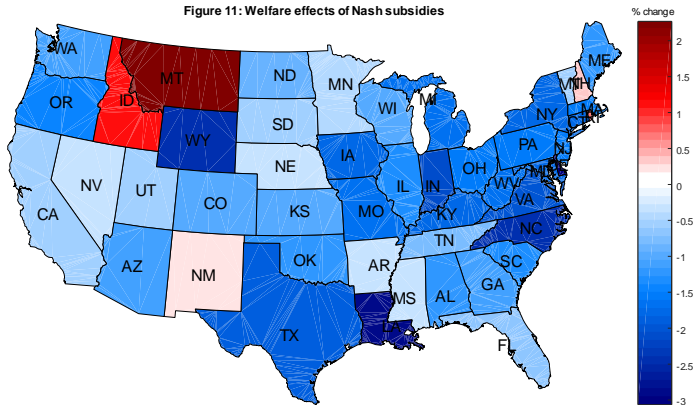 Figure 11: Welfare effects of Nash subsidies
% change
WA
MT
ND
MN
ME
OR
ID
SD
WI
MI
NH
NY
MA
WY
NE
IA
PA
NJ
NV
UT
CO
KS
MO
IL
IN
OH
WV
MD
VA
KY
CA
NC
TN
AZ
NM
OK
AR
SC
MS
AL
GA
TX
LA
FL
2
1.5
1
0.5
0
-0.5
-1
-1.5
-2
-2.5
-3